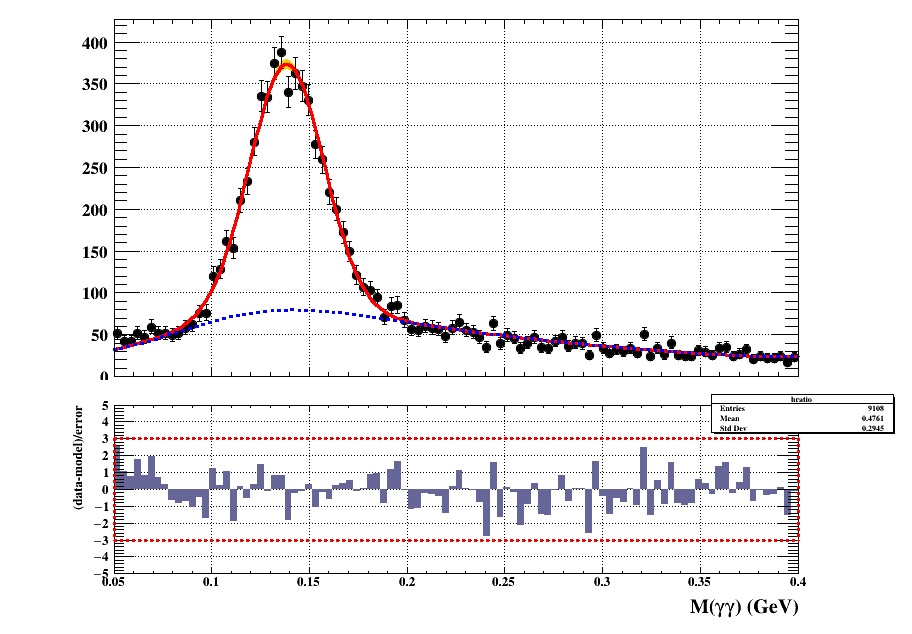 400
350
300
250
200
150
100
50
0
hratio
Entries 9108
Mean 0.4761
Std Dev 0.2945
(data-model)/error
5
4
3
2
1
0
−1
−2
−3
−4
−5
0.05 0.1 0.15 0.2 0.25 0.3 0.35 0.4
M(γγ) (GeV)